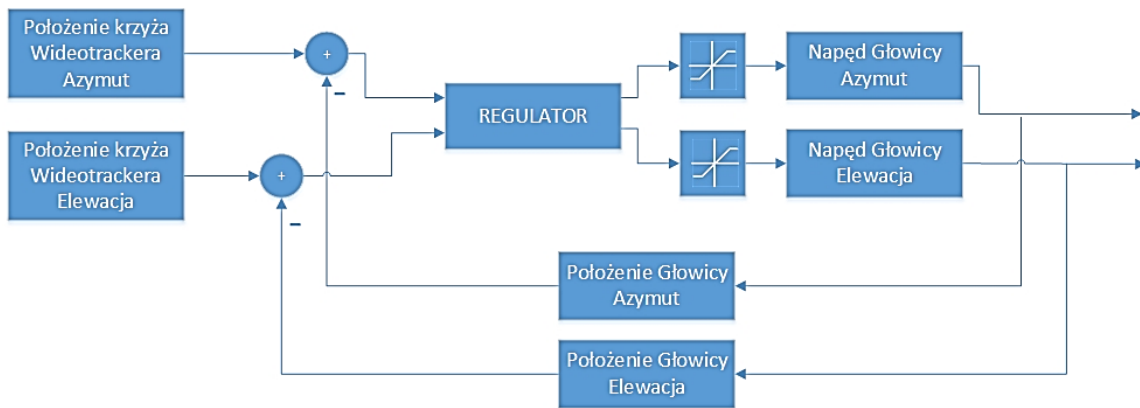 Położenie krzyża
Wideotrackera
Azymut
+
–
Położenie krzyża
Wideotrackera
Elewacja
+
–
REGULATOR
Napęd Głowicy
Azymut
Napęd Głowicy
Elewacja
Położenie Głowicy
Azymut
Położenie Głowicy
Elewacja